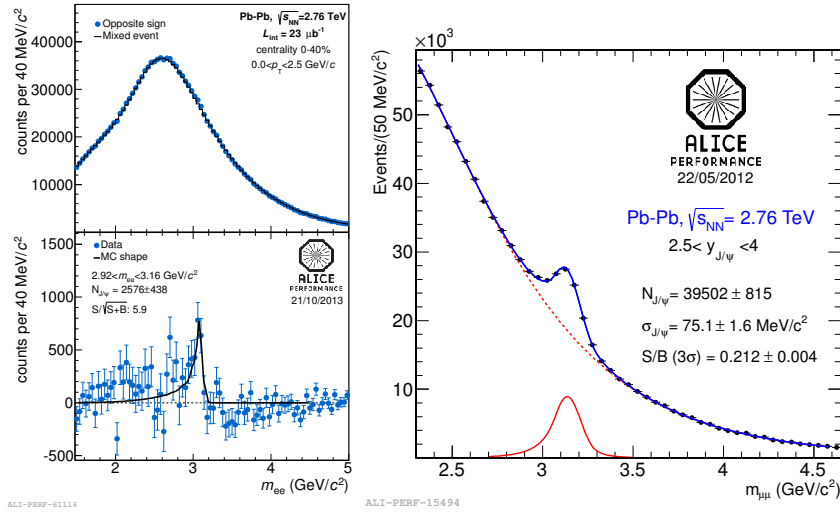 counts per 40 MeV/c²
40000
30000
20000
10000
Opposite sign
Mixed event
Pb-Pb, √sNN=2.76 TeV
Lint = 23 μb⁻¹
centrality 0-40%
0.0<pT<2.5 GeV/c
counts per 40 MeV/c²
1500
1000
500
0
-500
Data
MC shape
2.92<mee<3.16 GeV/c²
NJ/ψ = 2576±438
S/√S+B: 5.9
ALICE
PERFORMANCE
21/10/2013
2
3
4
5
mee (GeV/c²)
ALI-PERF-61116
×10³
Events/(50 MeV/c²)
50
40
30
20
10
ALICE
PERFORMANCE
22/05/2012
Pb-Pb, √sNN= 2.76 TeV
2.5< yJ/ψ <4
NJ/ψ = 39502 ± 815
σJ/ψ = 75.1 ± 1.6 MeV/c²
S/B (3σ) = 0.212 ± 0.004
2.5
3
3.5
4
4.5
mμμ (GeV/c²)
ALI-PERF-15494